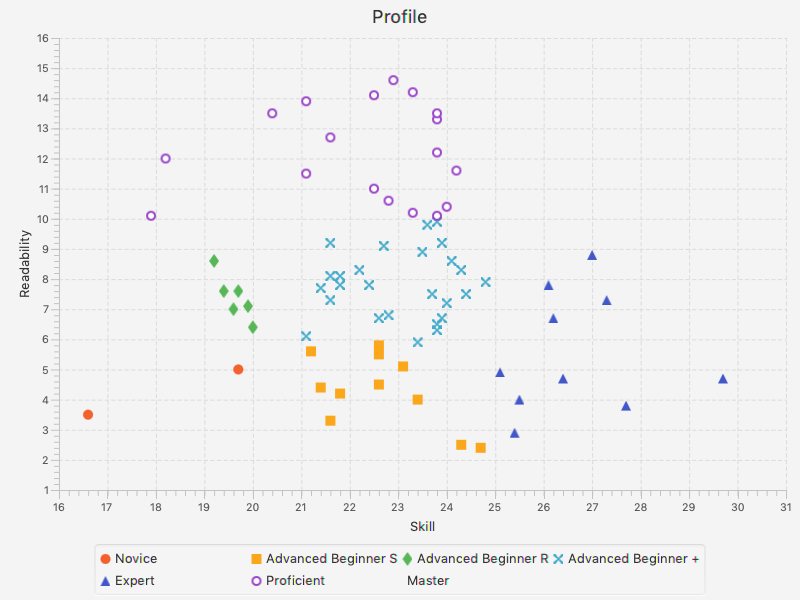 Profile
16
15
14
13
12
11
10
9
8
7
6
5
4
3
2
1
Readability
16 17 18 19 20 21 22 23 24 25 26 27 28 29 30 31
Skill
Novice Advanced Beginner S Advanced Beginner R Advanced Beginner +
Expert Proficient Master